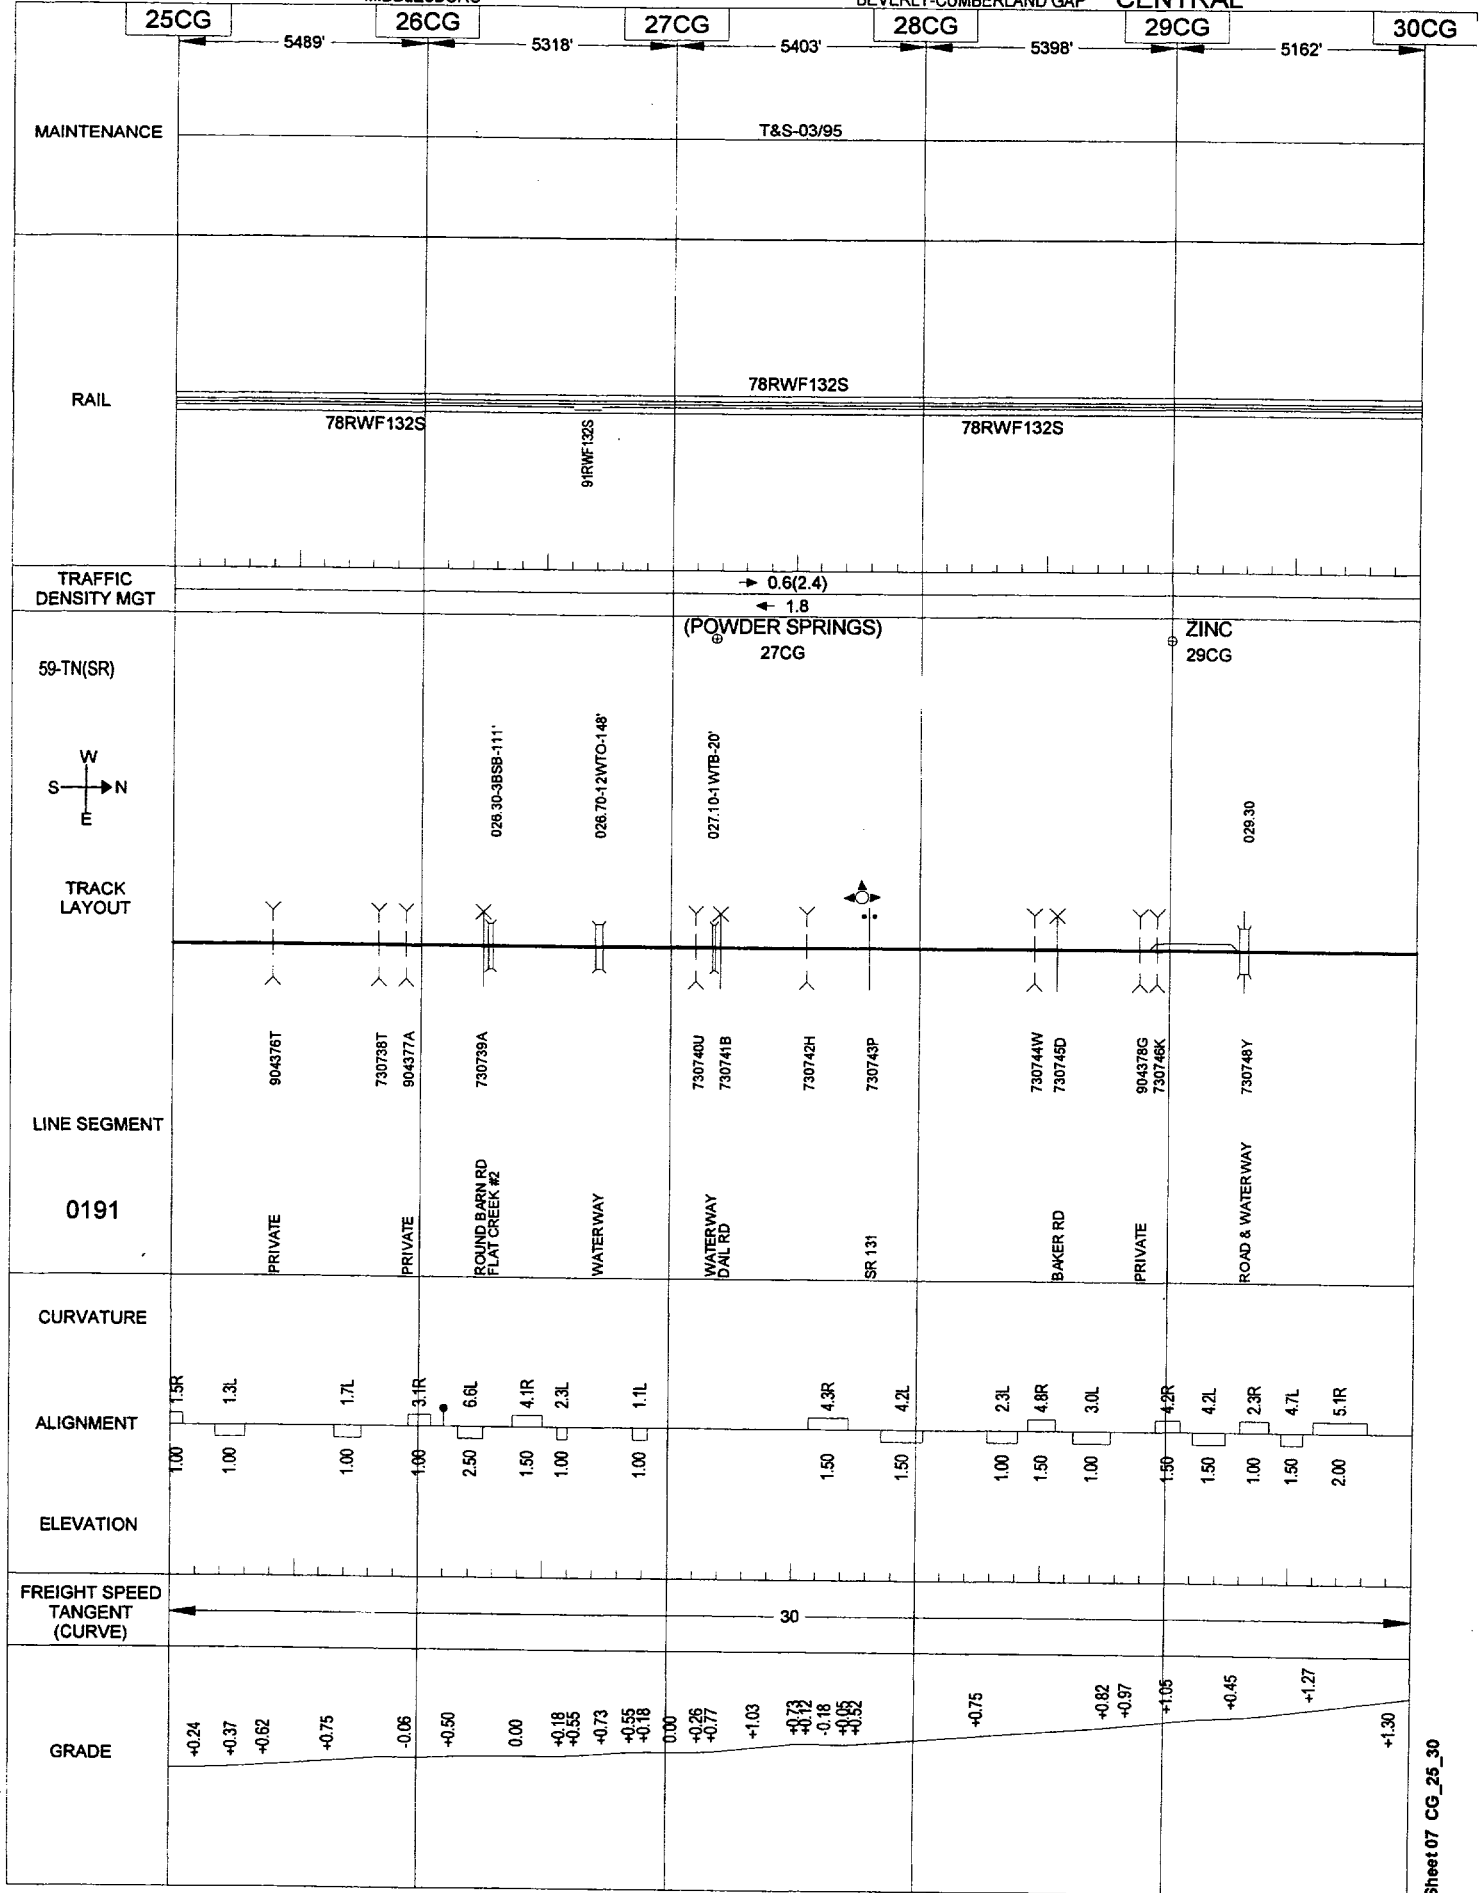 BEVERLY-CUMBERLAND GAP CENTRAL
25CG 26CG 27CG 28CG 29CG 30CG
5489' 5318' 5403' 5398' 5162'
MAINTENANCE
T&S-03/95
RAIL
78RWF132S
78RWF132S
78RWF132S
91RWF132S
TRAFFIC
DENSITY MGT
0.6(2.4)
1.8
(POWDER SPRINGS)
27CG
ZINC
29CG
59-TN(SR)
W
S N
E
026.30-3BSB-111'
026.70-12WTO-148'
027.10-1WTB-20'
029.30
TRACK
LAYOUT
904376T
730738T
904377A
730739A
730740U
730741B
730742H
730743P
730744W
730745D
904378G
730746K
730748Y
LINE SEGMENT
0191
PRIVATE
PRIVATE
ROUND BARN RD
FLAT CREEK #2
WATERWAY
WATERWAY
DAIL RD
SR 131
BAKER RD
PRIVATE
ROAD & WATERWAY
CURVATURE
1.5R 1.3L 1.7L 3.1R 6.6L 4.1R 2.3L 1.1L 4.3R 4.2L 2.3L 4.8R 3.0L 4.2R 4.2L 2.3R 4.7L 5.1R
ALIGNMENT
1.00 1.00 1.00 1.00 2.50 1.50 1.00 1.00 1.50 1.50 1.00 1.50 1.00 1.50 1.50 1.00 1.50 2.00
ELEVATION
FREIGHT SPEED
TANGENT
(CURVE)
30
GRADE
+0.24 +0.37 +0.62 +0.75 -0.06 +0.50 0.00 +0.18 +0.55 +0.73 +0.55 +0.18 0.00 +0.26 +0.77 +1.03 +0.73 +0.12 -0.18 +0.05 +0.52 +0.75 +0.82 +0.97 +1.05 +0.45 +1.27 +1.30
Sheet 07 CG_25_30